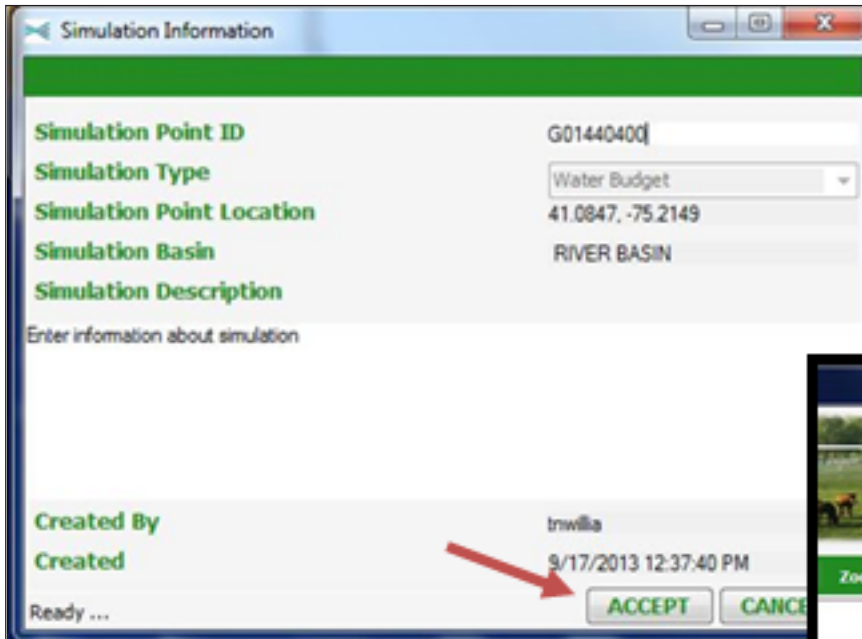 Simulation Information
Simulation Point ID G01440400
Simulation Type Water Budget
Simulation Point Location 41.0847, -75.2149
Simulation Basin RIVER BASIN
Simulation Description
Enter information about simulation
Created By tnwillia
Created 9/17/2013 12:37:40 PM
Ready ... ACCEPT CANCE
Zo